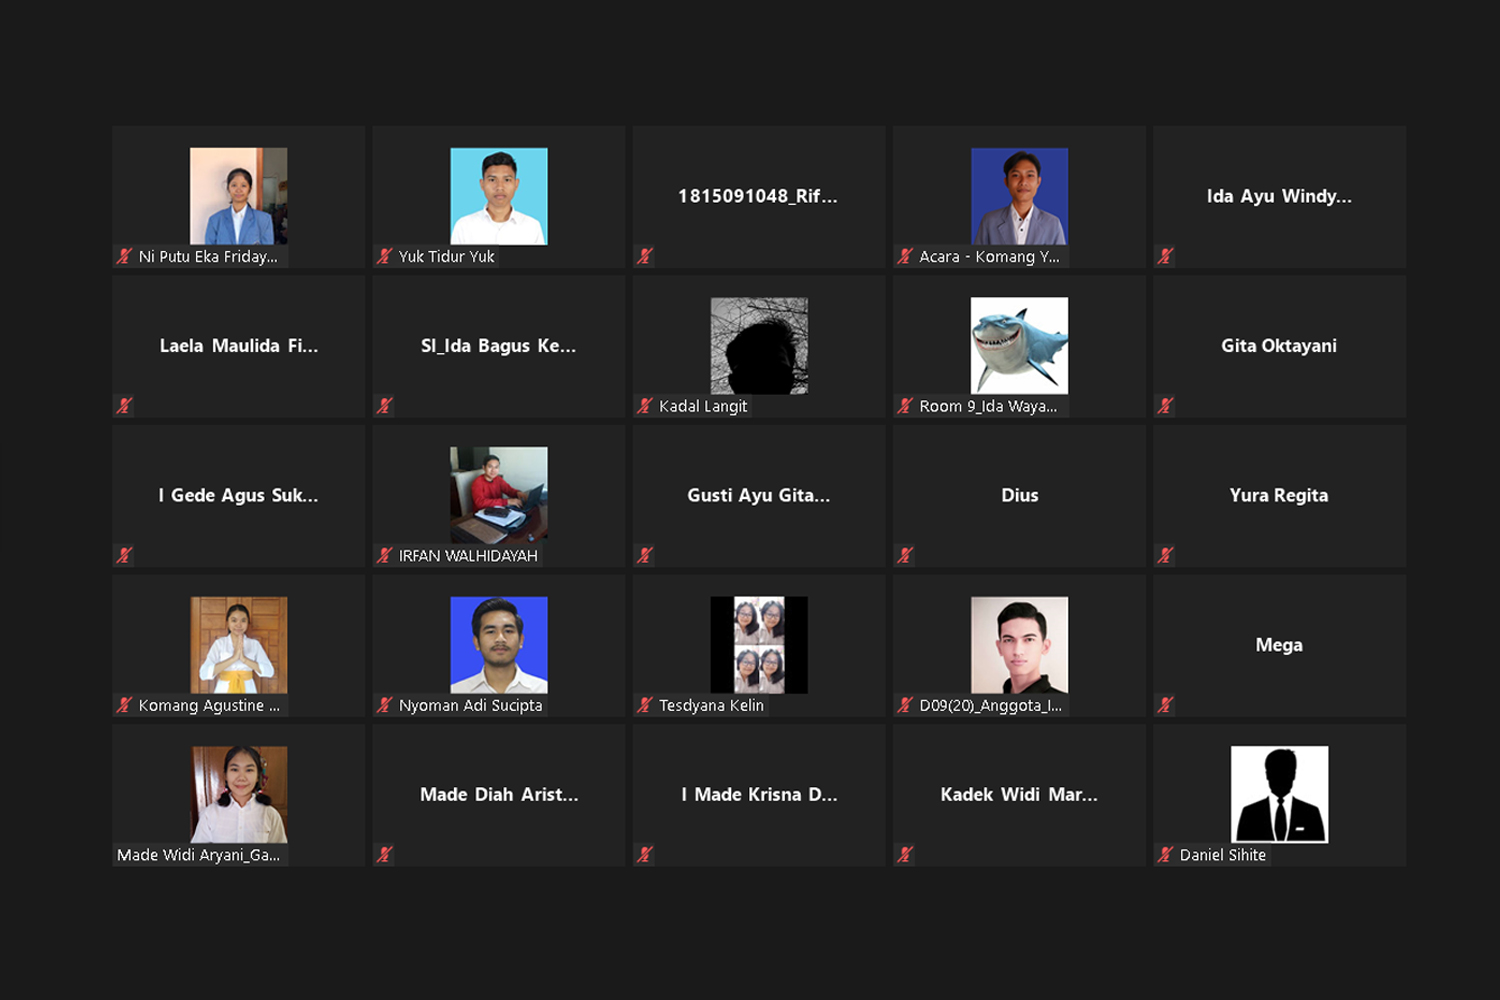 Ni Putu Eka Friday...
Yuk Tidur Yuk
1815091048_Rif...
Acara - Komang Y...
Ida Ayu Windy...
Laela Maulida Fi...
SI_Ida Bagus Ke...
Kadal Langit
Room 9_Ida Waya...
Gita Oktayani
I Gede Agus Suk...
IRFAN WALHIDAYAH
Gusti Ayu Gita...
Dius
Yura Regita
Komang Agustine ...
Nyoman Adi Sucipta
Tesdyana Kelin
D09(20)_Anggota_I...
Mega
Made Widi Aryani_Ga...
Made Diah Arist...
I Made Krisna D...
Kadek Widi Mar...
Daniel Sihite